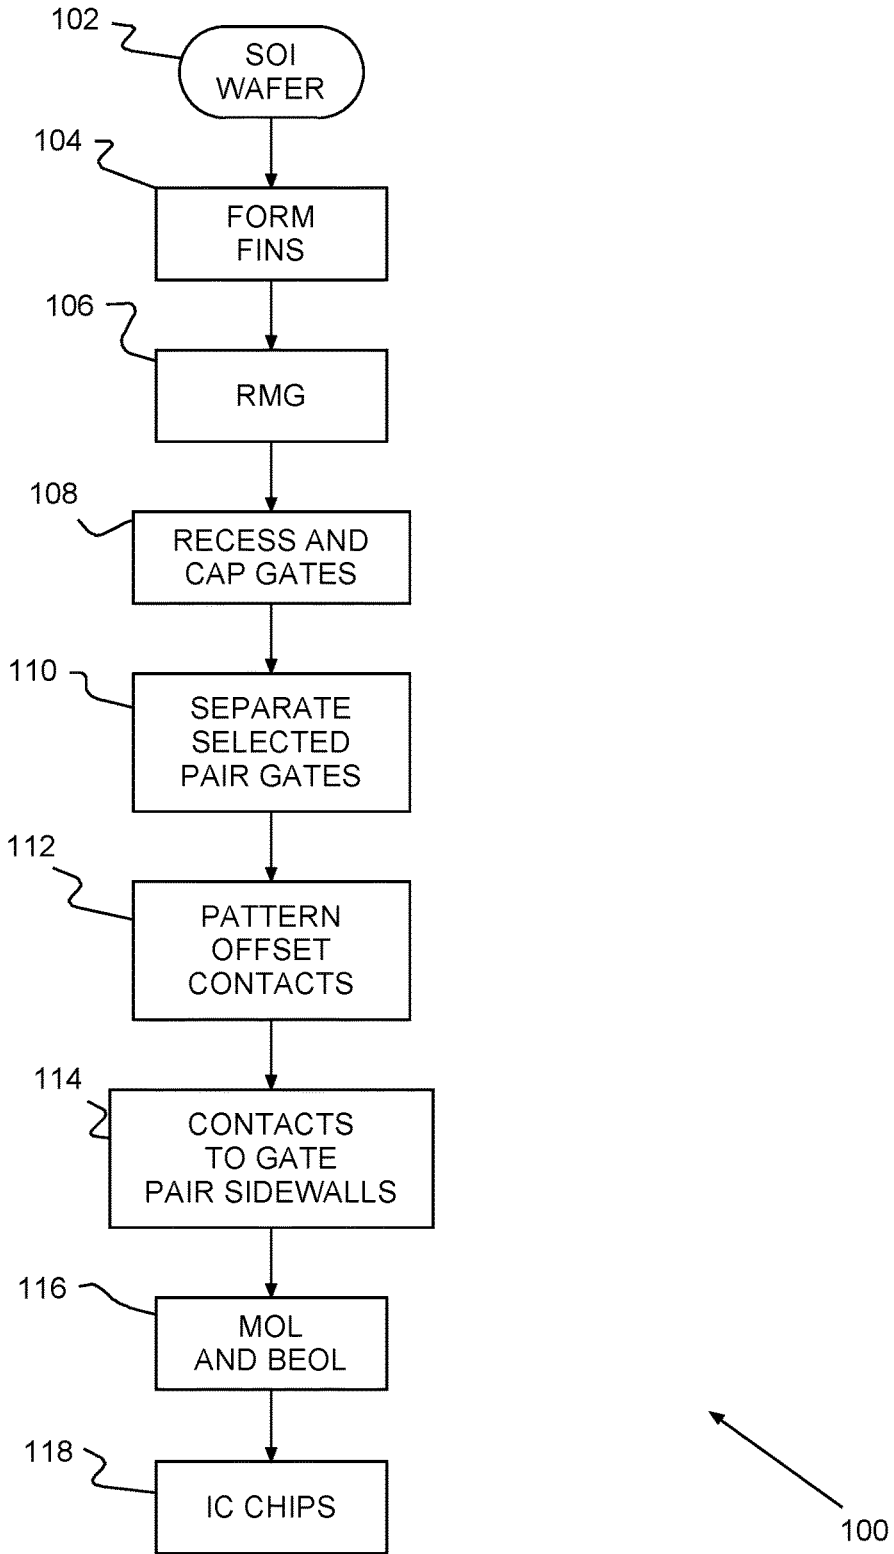 102
SOI
WAFER
104
FORM
FINS
106
RMG
108
RECESS AND
CAP GATES
110
SEPARATE
SELECTED
PAIR GATES
112
PATTERN
OFFSET
CONTACTS
114
CONTACTS
TO GATE
PAIR SIDEWALLS
116
MOL
AND BEOL
118
IC CHIPS
100